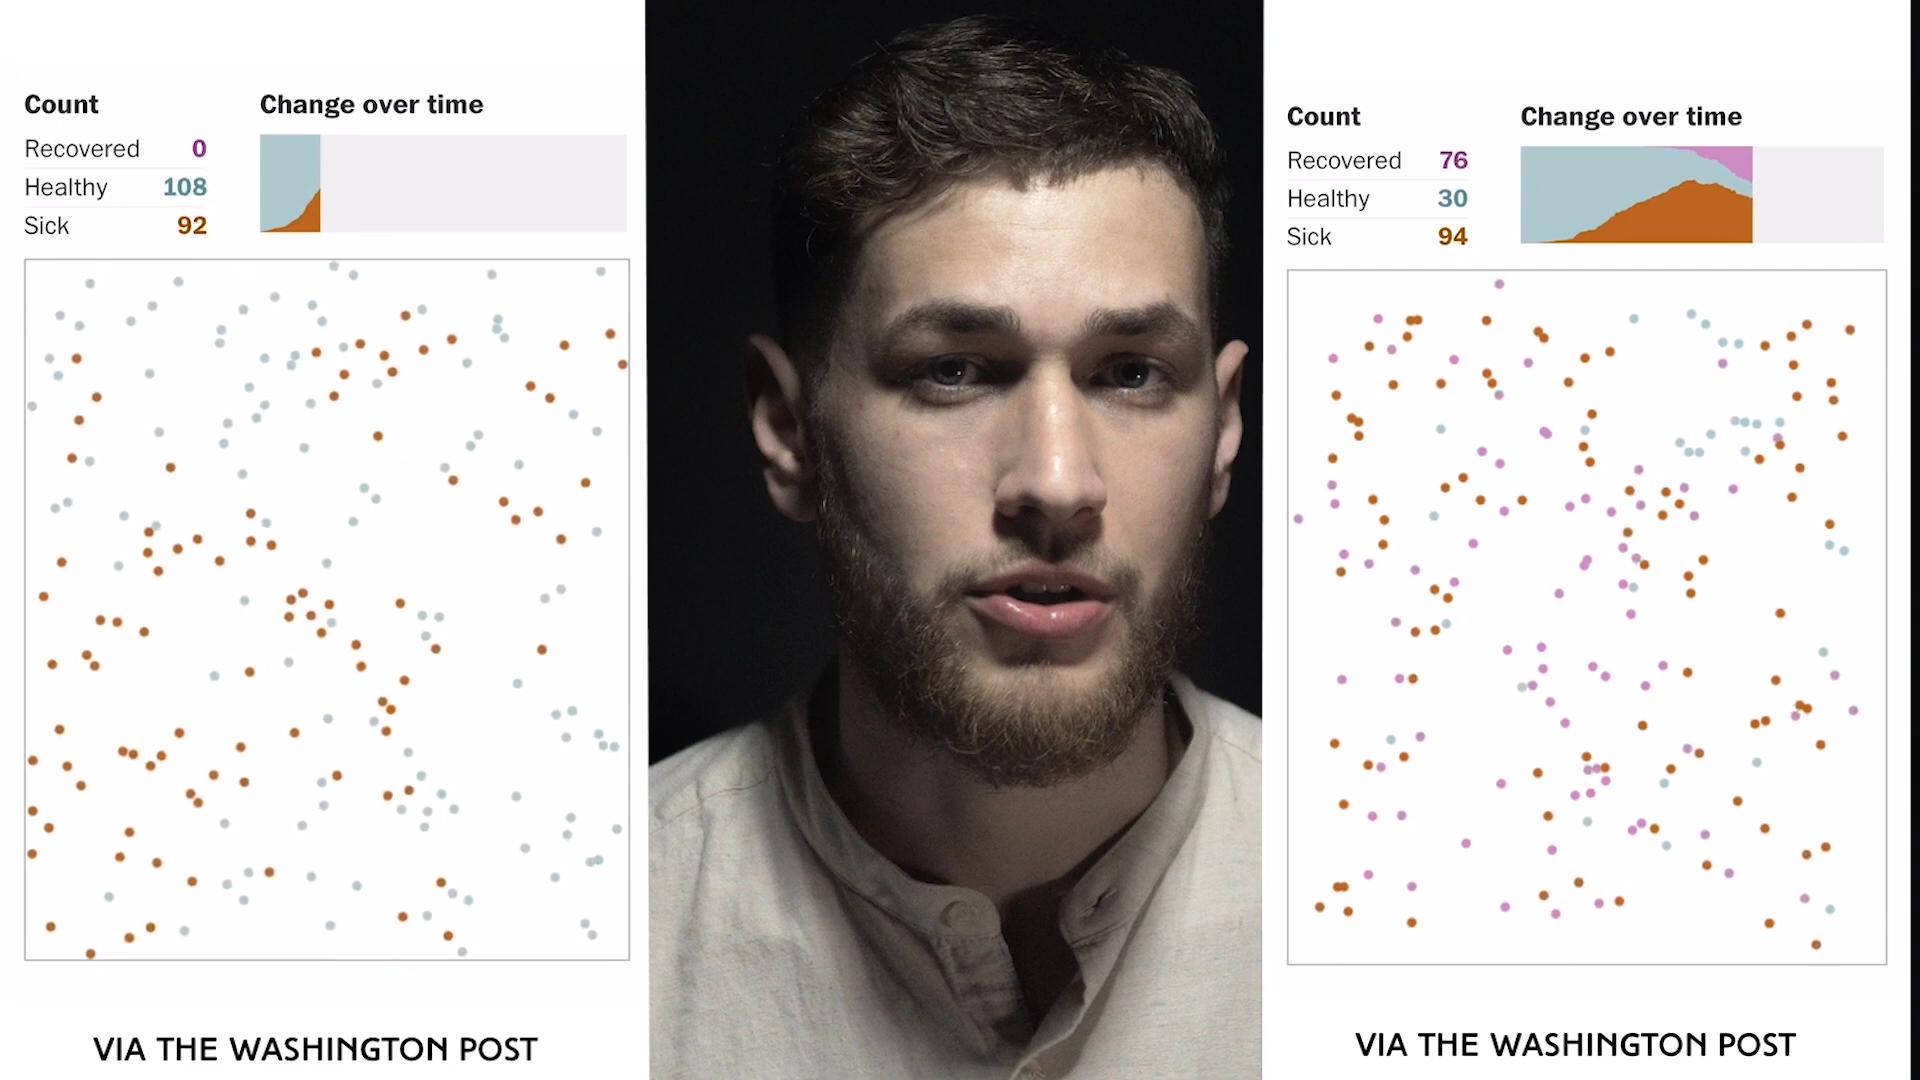 Count
Change over time
Recovered 0
Healthy 108
Sick 92
VIA THE WASHINGTON POST
Count
Change over time
Recovered 76
Healthy 30
Sick 94
VIA THE WASHINGTON POST